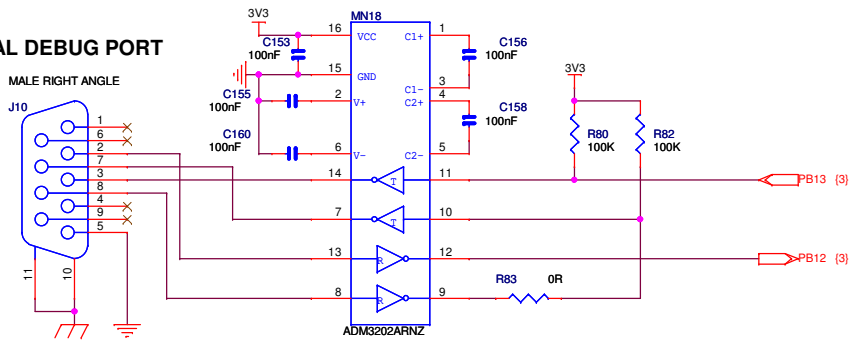 AL DEBUG PORT
MALE RIGHT ANGLE
J10
1
6
2
7
3
8
4
9
5
11
10
3V3
C153
100nF
C155
100nF
C160
100nF
MN18
16 VCC C1+ 1
15 GND C1- 3
2 V+ C2+ 4
6 V- C2- 5
14 T 11
7 T 10
13 R 12
8 R 9
ADM3202ARNZ
C156
100nF
C158
100nF
3V3
R80
100K
R82
100K
R83 0R
PB13 {3}
PB12 {3}